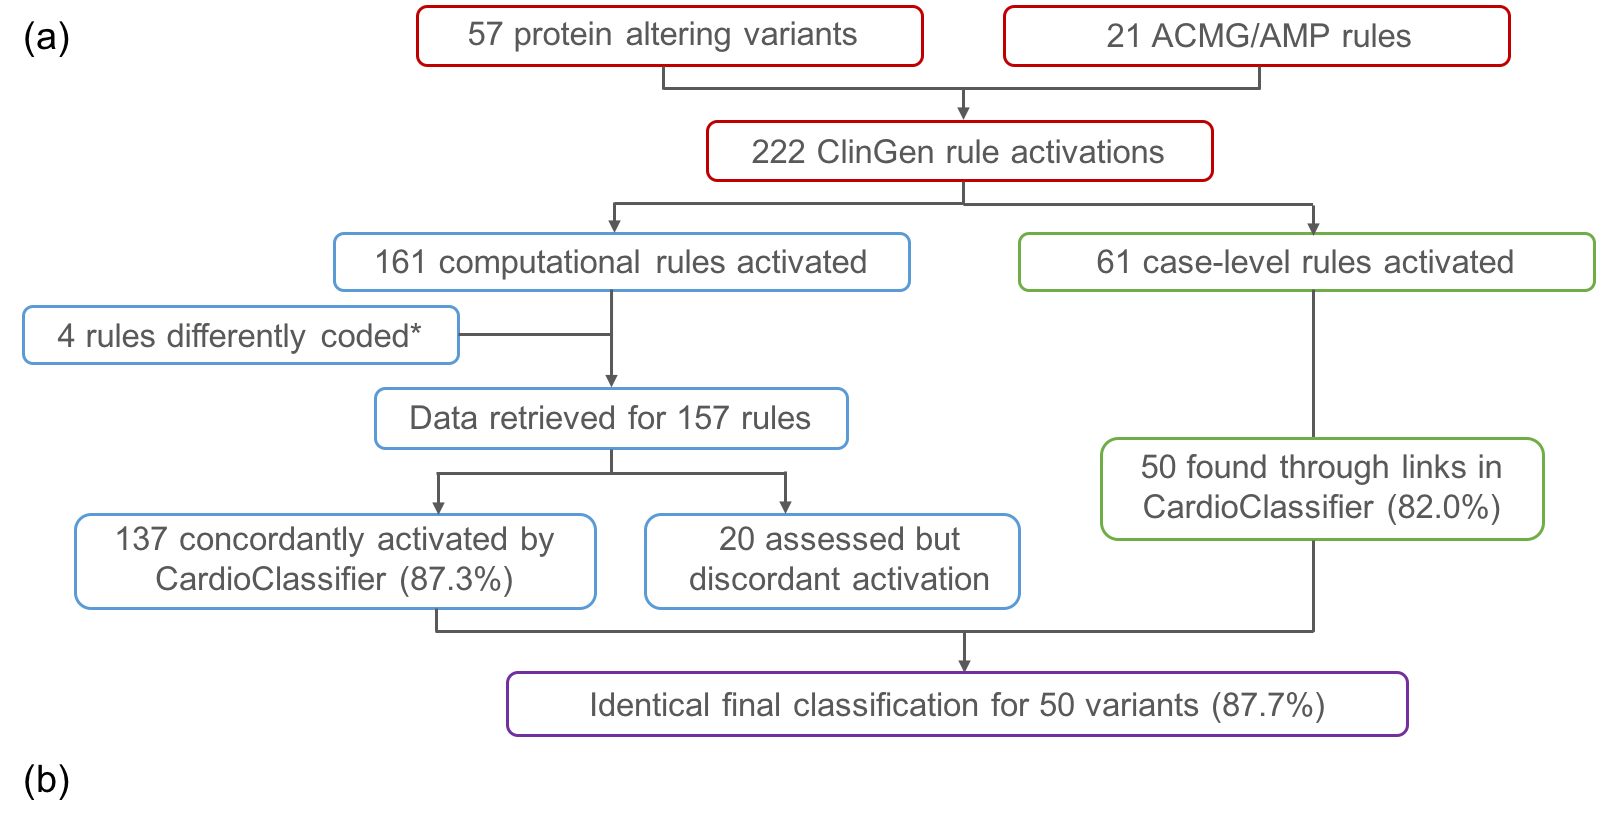 (a)
57 protein altering variants
21 ACMG/AMP rules
222 ClinGen rule activations
161 computational rules activated
61 case-level rules activated
4 rules differently coded*
Data retrieved for 157 rules
50 found through links in
CardioClassifier (82.0%)
137 concordantly activated by
CardioClassifier (87.3%)
20 assessed but
discordant activation
Identical final classification for 50 variants (87.7%)
(b)